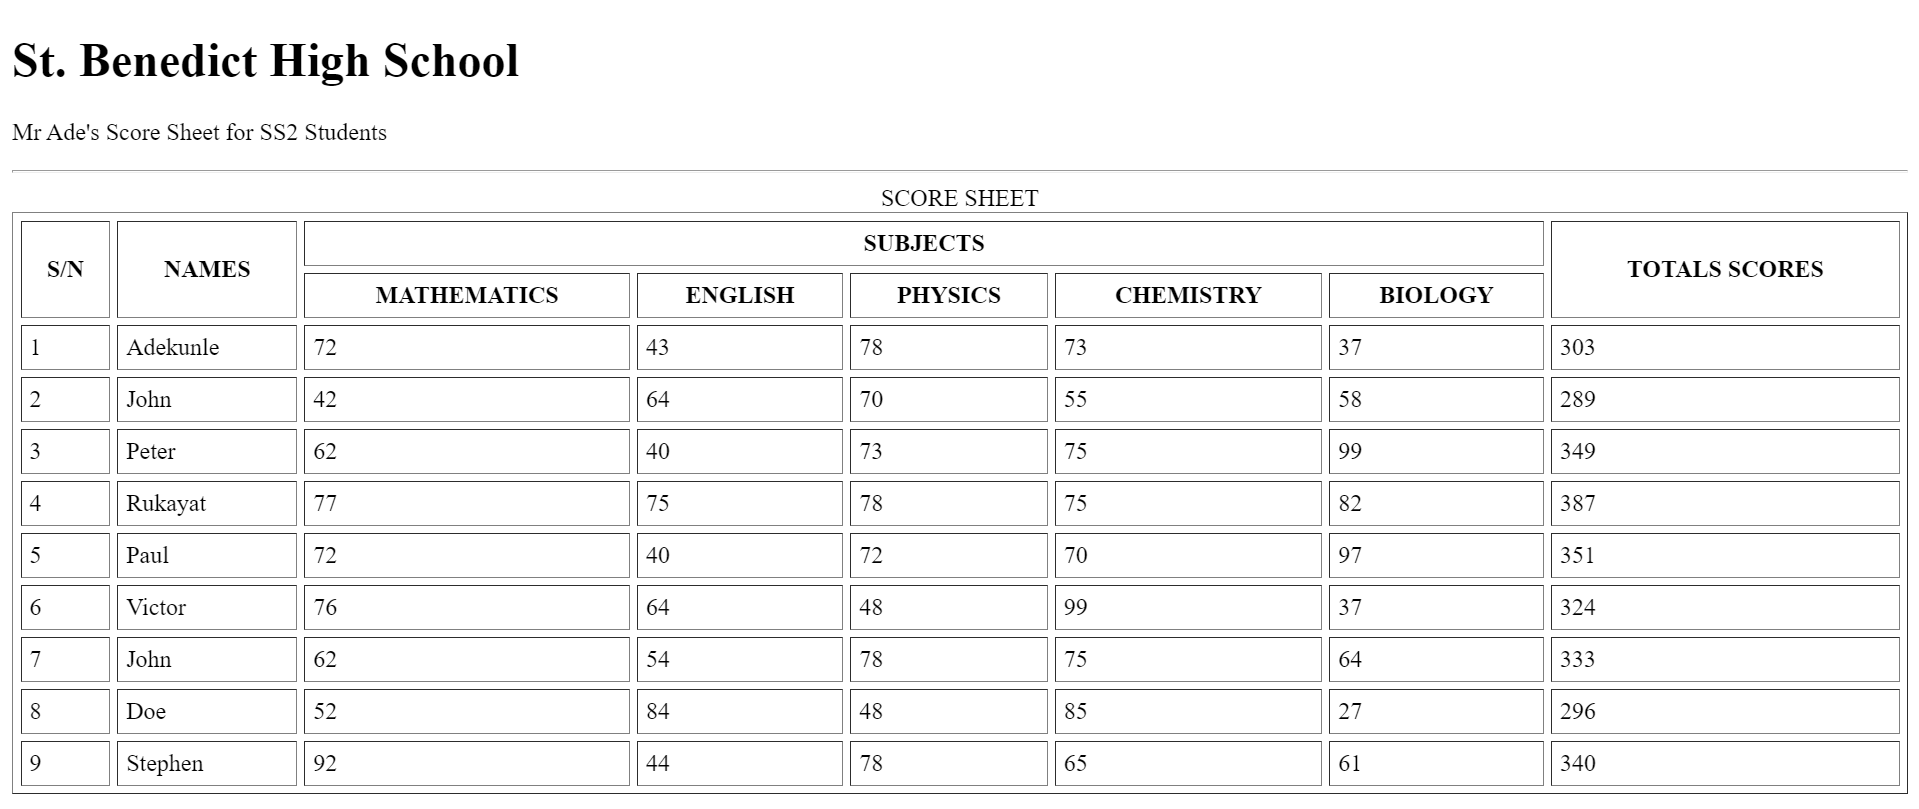 St. Benedict High School
Mr Ade's Score Sheet for SS2 Students
SCORE SHEET
S/N NAMES SUBJECTS TOTALS SCORES
MATHEMATICS ENGLISH PHYSICS CHEMISTRY BIOLOGY
1 Adekunle 72 43 78 73 37 303
2 John 42 64 70 55 58 289
3 Peter 62 40 73 75 99 349
4 Rukayat 77 75 78 75 82 387
5 Paul 72 40 72 70 97 351
6 Victor 76 64 48 99 37 324
7 John 62 54 78 75 64 333
8 Doe 52 84 48 85 27 296
9 Stephen 92 44 78 65 61 340